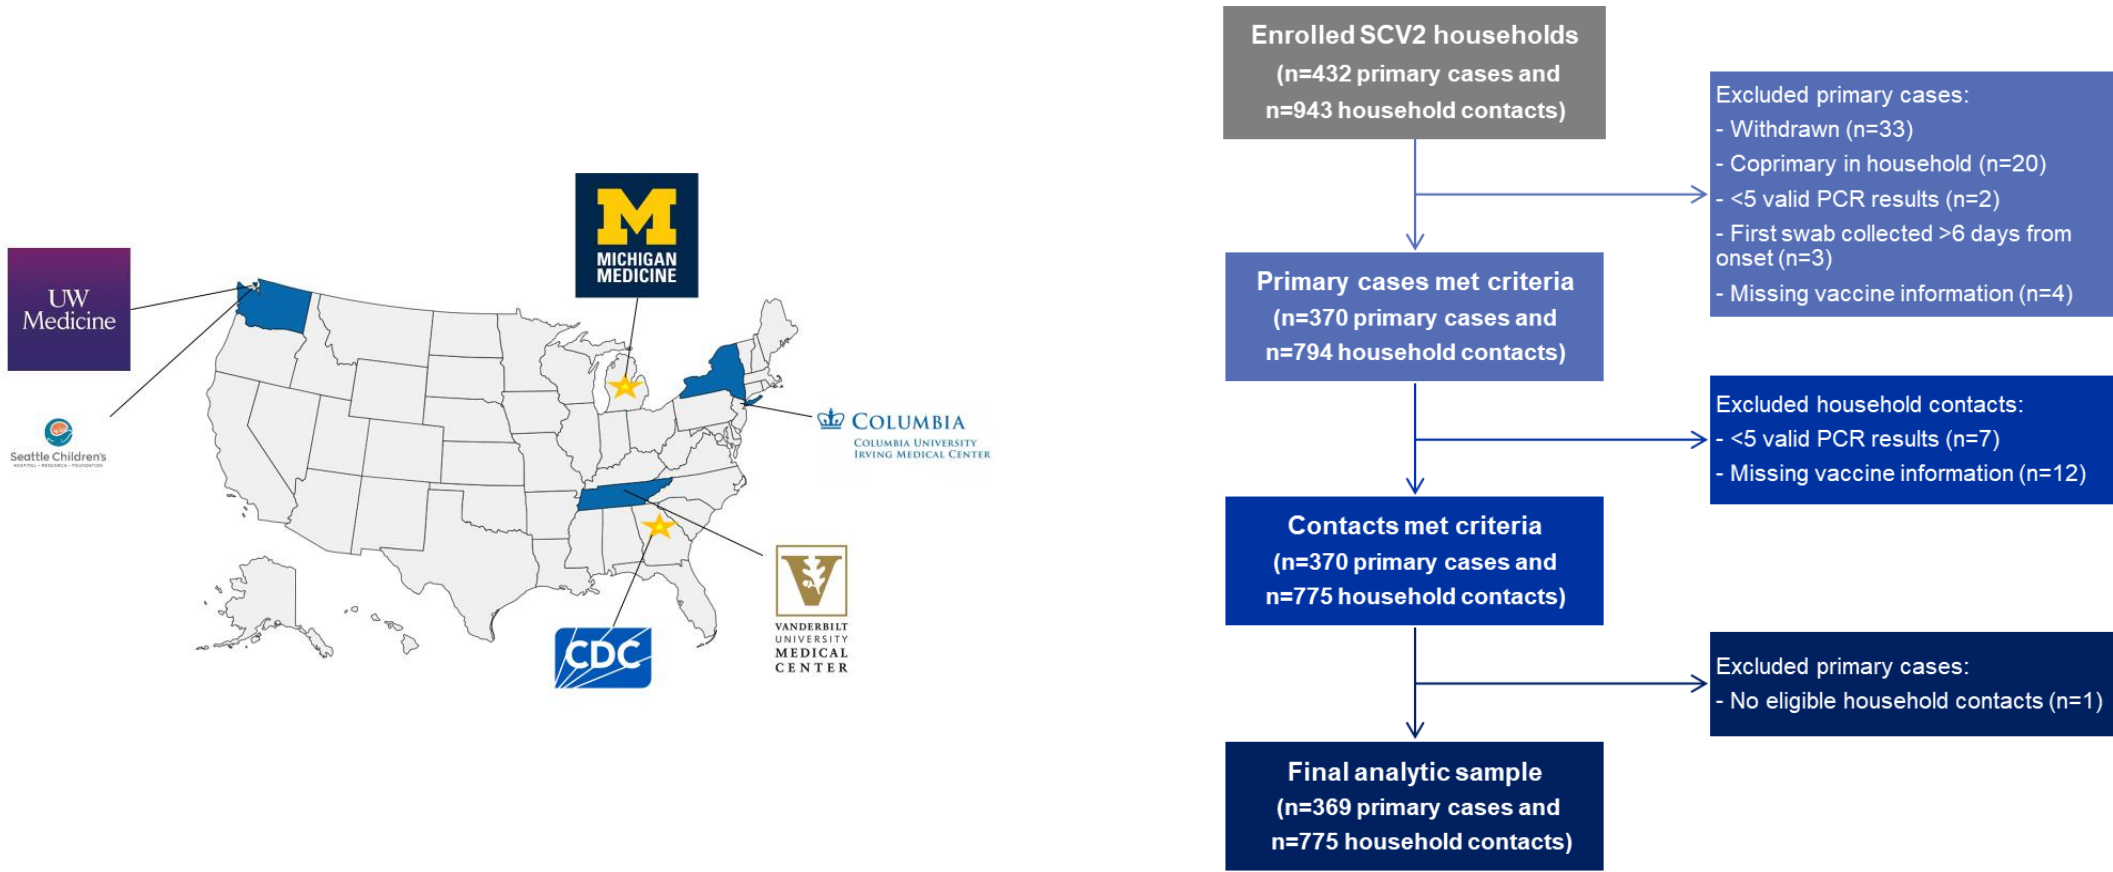 UW
Medicine
Seattle Children's
HOSPITAL • RESEARCH • FOUNDATION
M
MICHIGAN
MEDICINE
COLUMBIA
COLUMBIA UNIVERSITY
IRVING MEDICAL CENTER
CDC
V
VANDERBILT
UNIVERSITY
MEDICAL
CENTER
Enrolled SCV2 households
(n=432 primary cases and
n=943 household contacts)
Excluded primary cases:
- Withdrawn (n=33)
- Coprimary in household (n=20)
- <5 valid PCR results (n=2)
- First swab collected >6 days from
onset (n=3)
- Missing vaccine information (n=4)
Primary cases met criteria
(n=370 primary cases and
n=794 household contacts)
Excluded household contacts:
- <5 valid PCR results (n=7)
- Missing vaccine information (n=12)
Contacts met criteria
(n=370 primary cases and
n=775 household contacts)
Excluded primary cases:
- No eligible household contacts (n=1)
Final analytic sample
(n=369 primary cases and
n=775 household contacts)